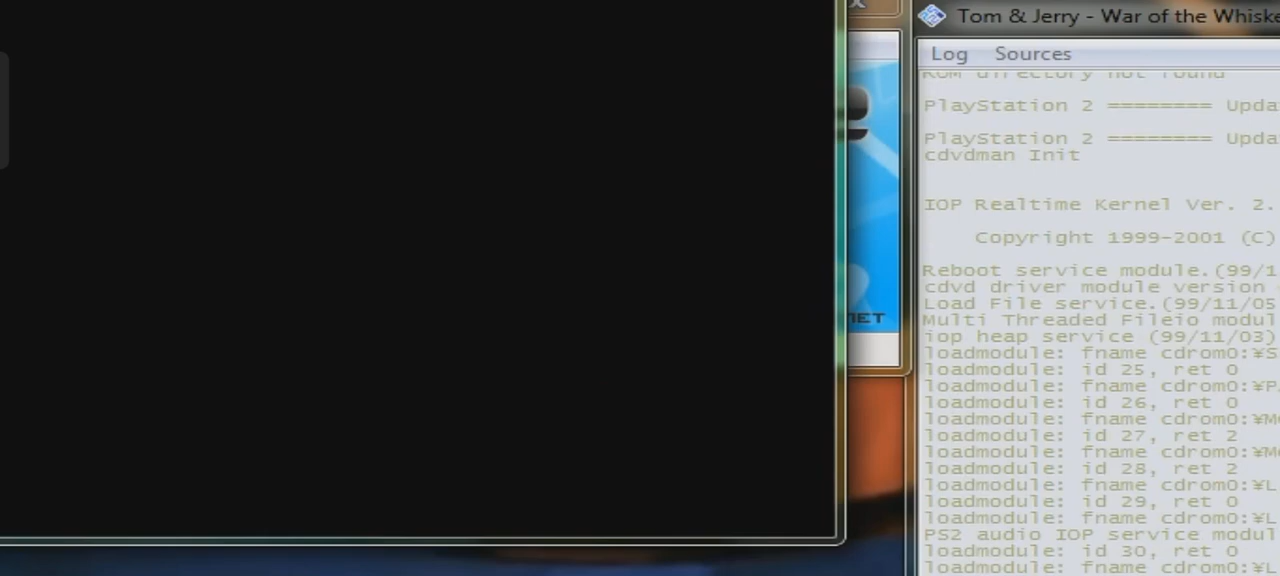 Tom & Jerry - War of the Whiske
Log Sources
ROM directory not found
PlayStation 2 ======== Upda
PlayStation 2 ======== Upda
cdvdman Init
IOP Realtime Kernel Ver. 2.
Copyright 1999-2001 (C)
Reboot service module.(99/1
cdvd driver module version
Load File service.(99/11/05
Multi Threaded Fileio modul
iop heap service (99/11/03)
loadmodule: fname cdrom0:¥S
loadmodule: id 25, ret 0
loadmodule: fname cdrom0:¥P
loadmodule: id 26, ret 0
loadmodule: fname cdrom0:¥M
loadmodule: id 27, ret 2
loadmodule: fname cdrom0:¥M
loadmodule: id 28, ret 2
loadmodule: fname cdrom0:¥L
loadmodule: id 29, ret 0
loadmodule: fname cdrom0:¥L
PS2 audio IOP service modul
loadmodule: id 30, ret 0
loadmodule: fname cdrom0:¥L
NET